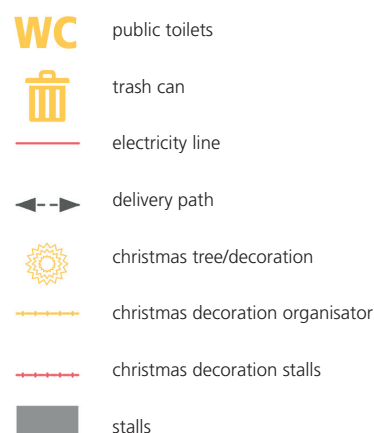 WC public toilets
trash can
electricity line
delivery path
christmas tree/decoration
christmas decoration organisator
christmas decoration stalls
stalls